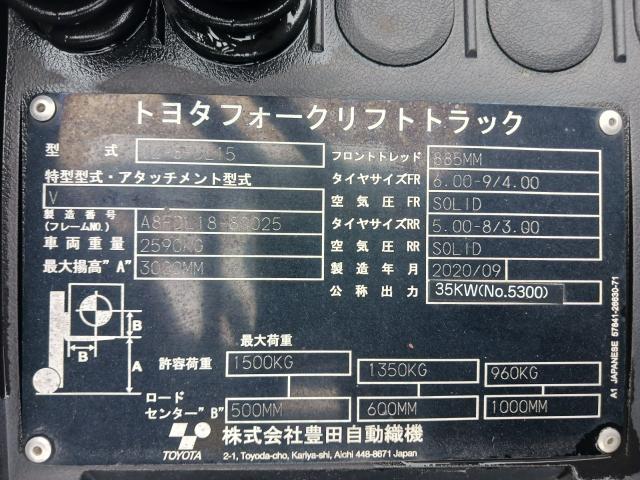 トヨタフォークリフトトラック
型式
フロントトレッド 885MM
特型型式・アタッチメント型式 タイヤサイズFR 6.00-9/4.00
V 空気圧FR SOLID
製造番号 (フレームNO.) タイヤサイズRR 5.00-8/3.00
車両重量 2590KG 空気圧RR SOLID
最大揚高"A" 3000MM 製造年月 2020/09
公称出力 35KW(No.5300)
B
B A
最大荷重
許容荷重 1500KG 1350KG 960KG
ロードセンター"B" 500MM 600MM 1000MM
TOYOTA 株式会社豊田自動織機
2-1, Toyoda-cho, Kariya-shi, Aichi 448-8671 Japan
A1 JAPANESE 57841-26630-71